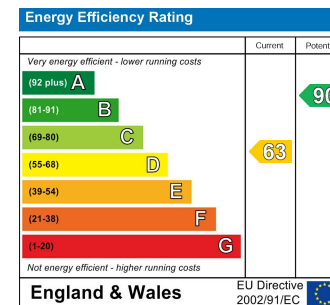 Energy Efficiency Rating
Current Potent
Very energy efficient - lower running costs
(92 plus) A
90
(81-91) B
(69-80) C
63
(55-68) D
(39-54) E
(21-38) F
(1-20) G
Not energy efficient - higher running costs
England & Wales
EU Directive
2002/91/EC